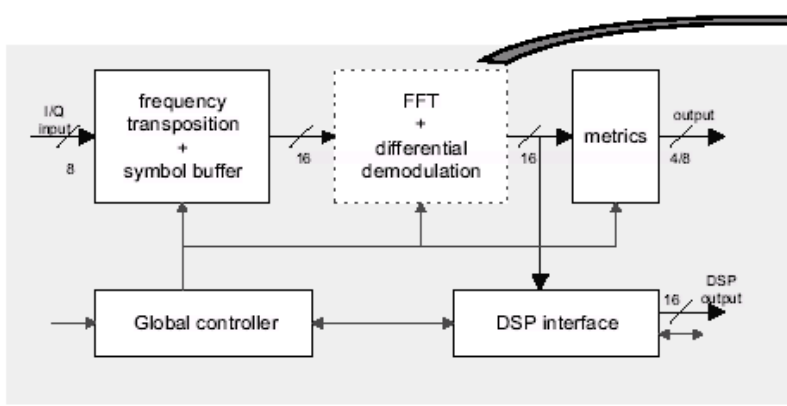 I/Q
input
8
frequency
transposition
+
symbol buffer
16
FFT
+
differential
demodulation
16
metrics
output
4/8
Global controller
DSP interface
16
DSP
output